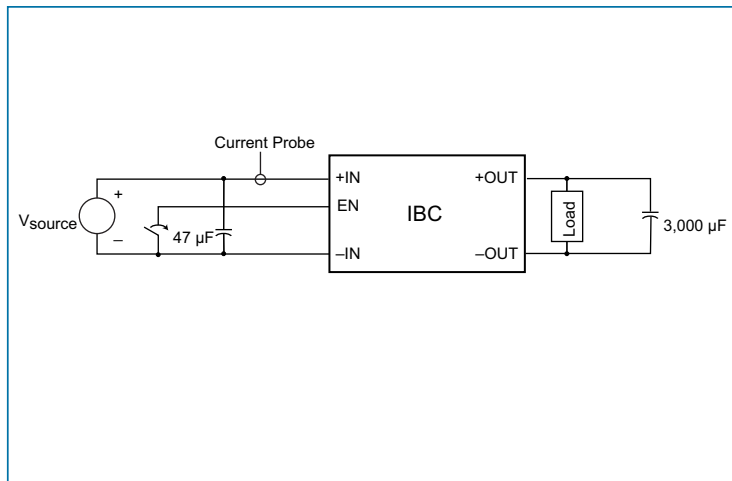 Current Probe
+IN
+OUT
+
EN
IBC
Load
Vsource
47 µF
3,000 µF
–
–IN
–OUT